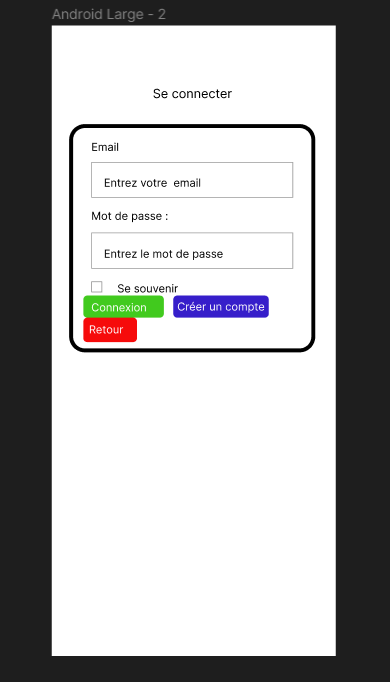 Android Large - 2
Se connecter
Email
Entrez votre  email
Mot de passe :
Entrez le mot de passe
Se souvenir
Connexion Créer un compte
Retour